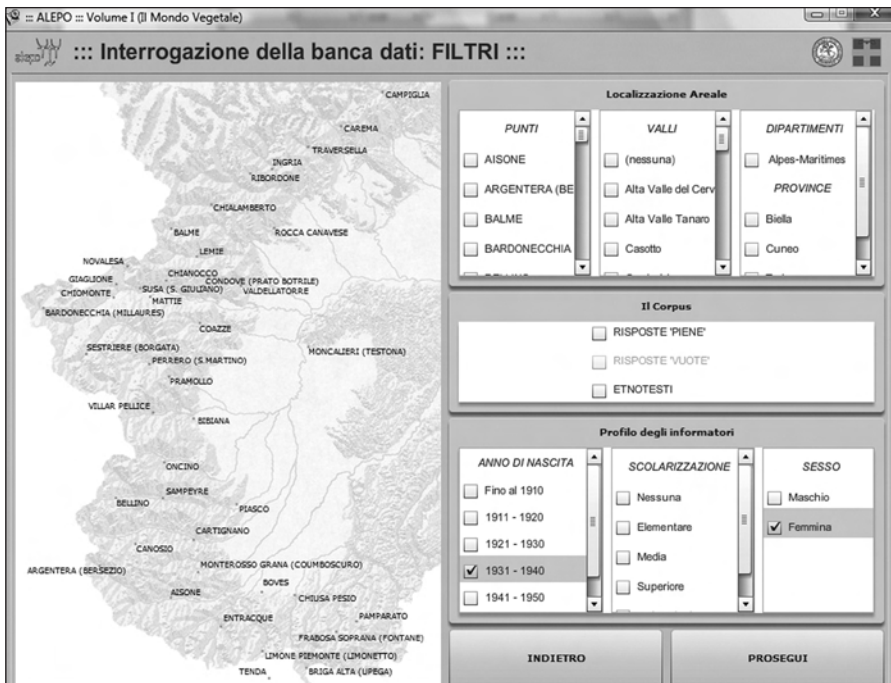 ::: ALEPO ::: Volume I (Il Mondo Vegetale)
alepo
::: Interrogazione della banca dati: FILTRI :::
CAMPIGLIA
CAREMA
TRAVERSELLA
INGRIA
RIBORDONE
CHIALAMBERTO
BALME
ROCCA CANAVESE
LEMIE
NOVALESA
CHIANOCCO
GIAGLIONE
CONDOVE (PRATO BOTRILE)
SUSA (S. GIULIANO)
VALDELLATORRE
CHIOMONTE
MATTIE
BARDONECCHIA (MILLAURES)
COAZZE
SESTRIERE (BORGATA)
MONCALIERI (TESTONA)
PERRERO (S.MARTINO)
PRAMOLLO
VILLAR PELLICE
BIBIANA
ONCINO
SAMPEYRE
BELLINO
PIASCO
CARTIGNANO
CANOSIO
MONTEROSSO GRANA (COUMBOSCURO)
ARGENTERA (BERSEZIO)
BOVES
AISONE
CHIUSA PESIO
ENTRACQUE
PAMPARATO
FRABOSA SOPRANA (FONTANE)
LIMONE PIEMONTE (LIMONETTO)
TENDA
BRIGA ALTA (UPEGA)
Localizzazione Areale
PUNTI
AISONE
ARGENTERA (BE
BALME
BARDONECCHIA
VALLI
(nessuna)
Alta Valle del Cerv
Alta Valle Tanaro
Casotto
DIPARTIMENTI
Alpes-Maritimes
PROVINCE
Biella
Cuneo
Il Corpus
RISPOSTE 'PIENE'
RISPOSTE 'VUOTE'
ETNOTESTI
Profilo degli informatori
ANNO DI NASCITA
Fino al 1910
1911 - 1920
1921 - 1930
1931 - 1940
1941 - 1950
SCOLARIZZAZIONE
Nessuna
Elementare
Media
Superiore
SESSO
Maschio
Femmina
INDIETRO
PROSEGUI